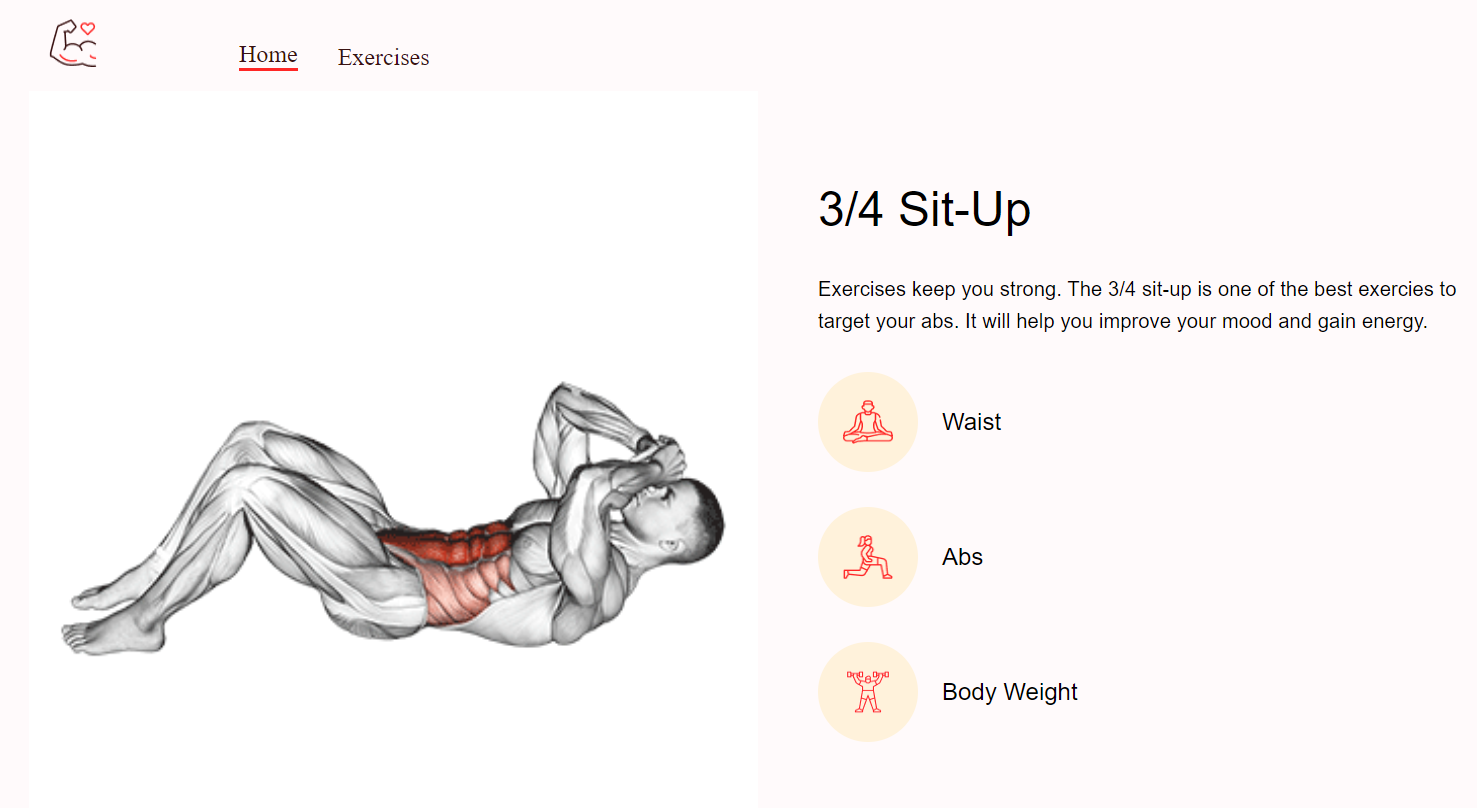 Home
Exercises
3/4 Sit-Up
Exercises keep you strong. The 3/4 sit-up is one of the best exercies to
target your abs. It will help you improve your mood and gain energy.
Waist
Abs
Body Weight